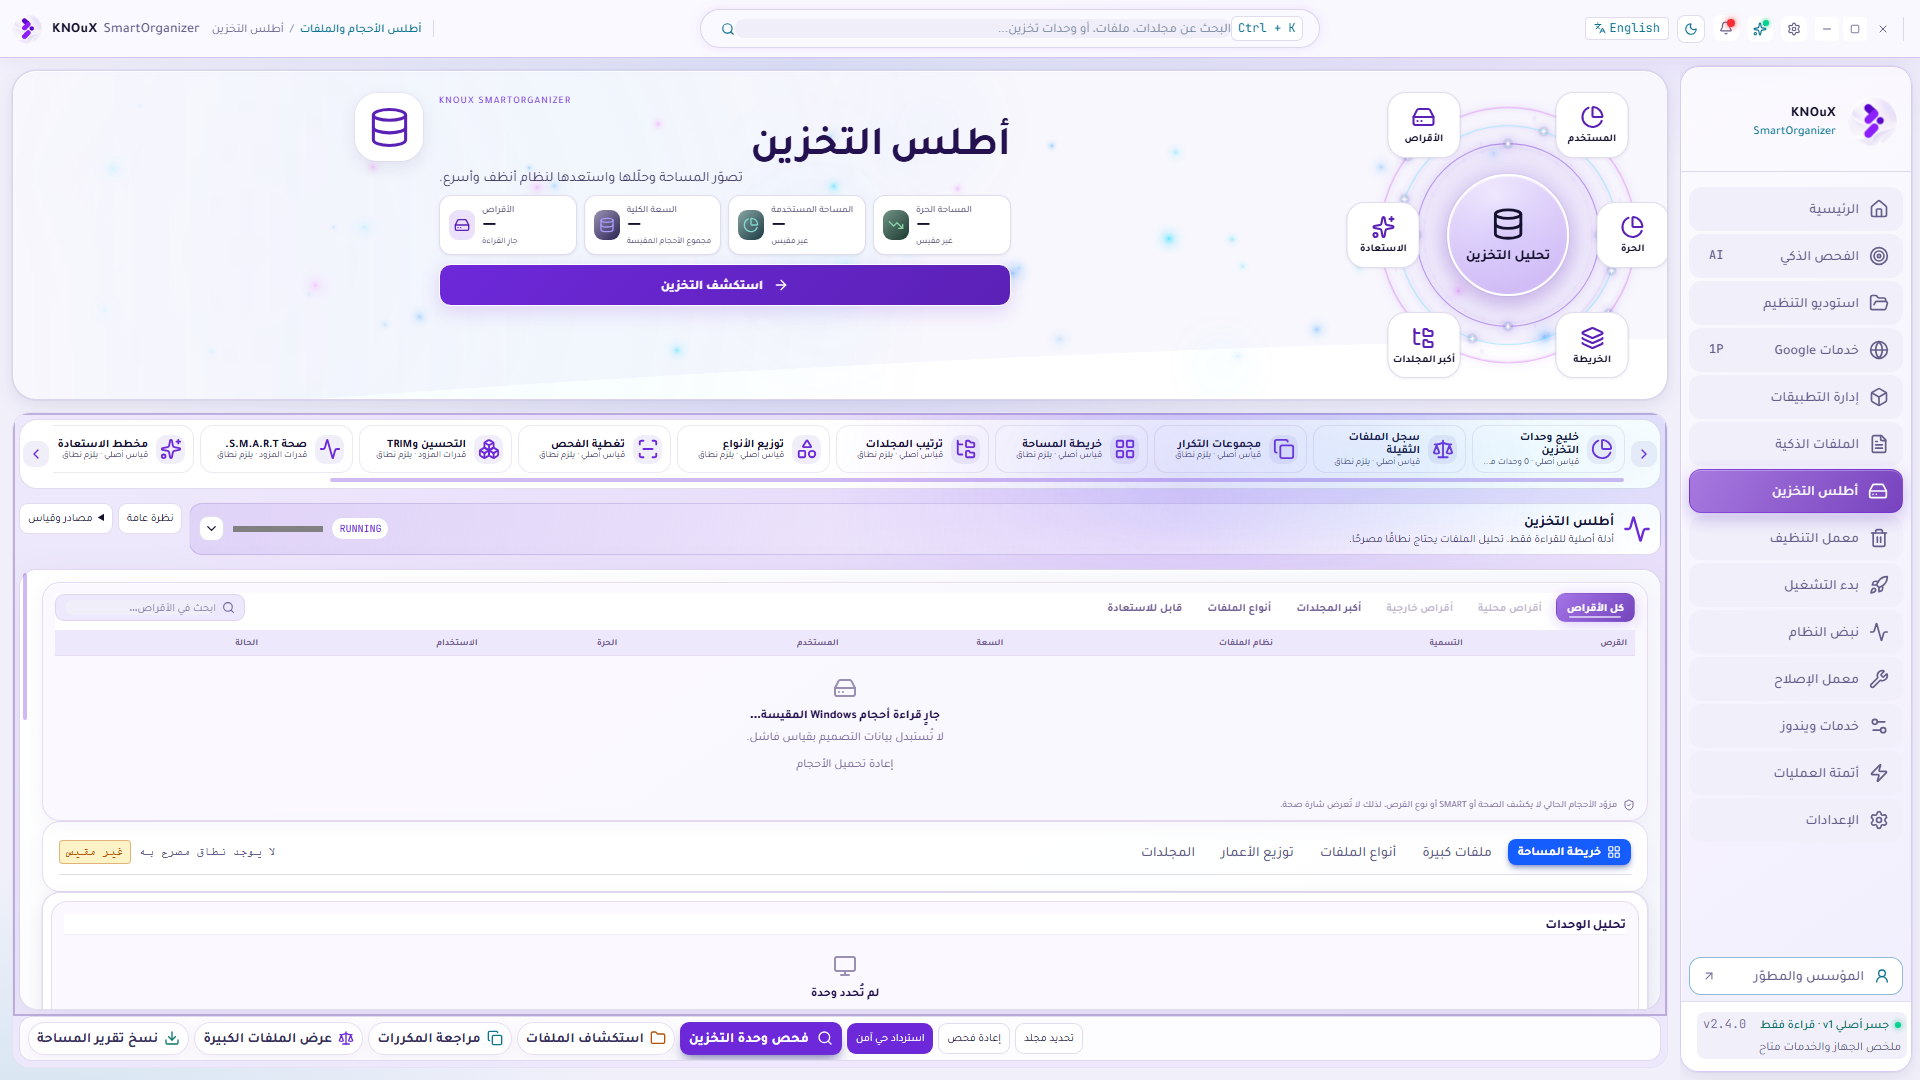 KNOuX SmartOrganizer أطلس التخزين / أطلس الأحجام والملفات
البحث عن مجلدات، ملفات، أو وحدات تخزين... Ctrl + K
English
KNOuX
SmartOrganizer
الرئيسية
الفحص الذكي AI
استوديو التنظيم
خدمات Google 1P
إدارة التطبيقات
الملفات الذكية
أطلس التخزين
معمل التنظيف
بدء التشغيل
نبض النظام
معمل الإصلاح
خدمات ويندوز
أتمتة العمليات
الإعدادات
المؤسس والمطوّر
جسر أصلي v1 · قراءة فقط v2.4.0
ملخص الجهاز والخدمات متاح
KNOUX SMARTORGANIZER
أطلس التخزين
تصوّر المساحة وحلّلها واستعدها لنظام أنظف وأسرع.
المساحة الحرة
—
غير مقيس
المساحة المستخدمة
—
غير مقيس
السعة الكلية
—
مجموع الأحجام المقيسة
الأقراص
—
جارٍ القراءة
استكشف التخزين
المستخدم
الأقراص
الحرة
تحليل التخزين
الاستعادة
الخريطة
أكبر المجلدات
خليج وحدات التخزين
قياس أصلي · 0 وحدات م...
سجل الملفات الثقيلة
قياس أصلي · يلزم نطاق
مجموعات التكرار
قياس أصلي · يلزم نطاق
خريطة المساحة
قياس أصلي · يلزم نطاق
ترتيب المجلدات
قياس أصلي · يلزم نطاق
توزيع الأنواع
قياس أصلي · يلزم نطاق
تغطية الفحص
قياس أصلي · يلزم نطاق
التحسين وTRIM
قدرات المزود · يلزم نطاق
صحة S.M.A.R.T.
قدرات المزود · يلزم نطاق
مخطط الاستعادة
قياس أصلي · يلزم نطاق
أطلس التخزين
أدلة أصلية للقراءة فقط. تحليل الملفات يحتاج نطاقًا مصرحًا.
RUNNING
نظرة عامة
مصادر وقياس
كل الأقراص أقراص محلية أقراص خارجية أكبر المجلدات أنواع الملفات قابل للاستعادة
ابحث في الأقراص...
القرص التسمية نظام الملفات السعة المستخدم الحرة الاستخدام الحالة
جارٍ قراءة أحجام Windows المقيسة...
لا تُستبدل بيانات التصميم بقياس فاشل.
إعادة تحميل الأحجام
مزوّد الأحجام الحالي لا يكشف الصحة أو SMART أو نوع القرص، لذلك لا تُعرض شارة صحة.
خريطة المساحة ملفات كبيرة أنواع الملفات توزيع الأعمار المجلدات
لا يوجد نطاق مصرح به غير مقيس
تحليل الوحدات
لم تُحدد وحدة
تحديد مجلد
إعادة فحص
استرداد حي آمن
فحص وحدة التخزين
استكشاف الملفات
مراجعة المكررات
عرض الملفات الكبيرة
نسخ تقرير المساحة